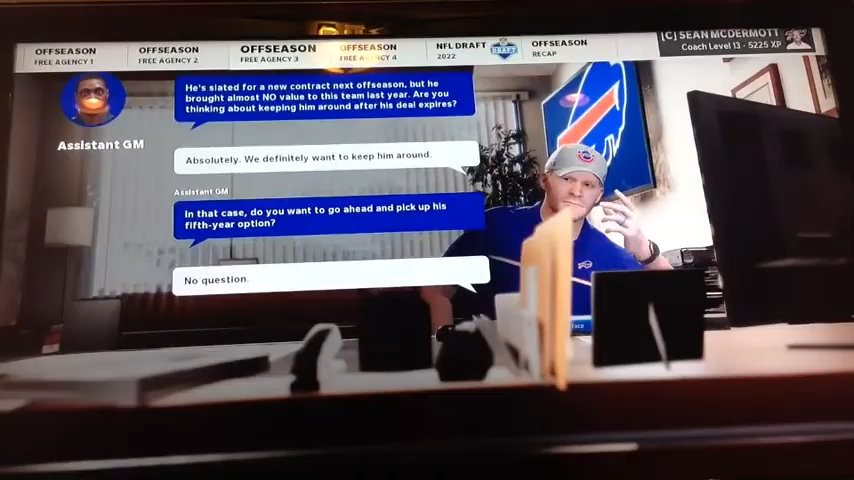 OFFSEASON
FREE AGENCY 1
OFFSEASON
FREE AGENCY 2
OFFSEASON
FREE AGENCY 3
OFFSEASON
FREE AGENCY 4
NFL DRAFT
2022
DRAFT
OFFSEASON
RECAP
[C] SEAN MCDERMOTT
Coach Level 13 - 5225 XP
He's slated for a new contract next offseason, but he
brought almost NO value to this team last year. Are you
thinking about keeping him around after his deal expires?
Assistant GM
Absolutely. We definitely want to keep him around.
Assistant GM
In that case, do you want to go ahead and pick up his
fifth-year option?
No question.